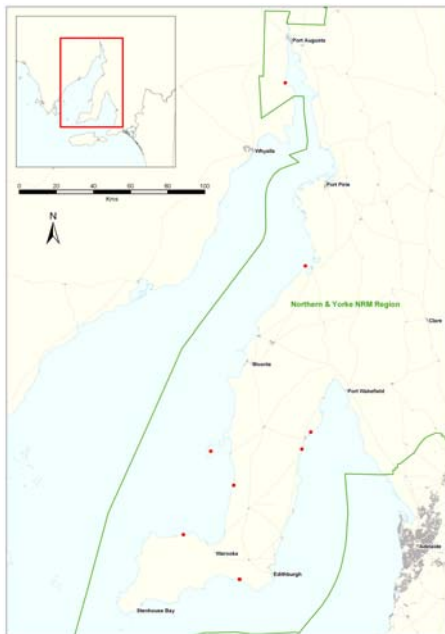 Port Augusta
Whyalla
0 20 40 60 80 100
Kms
N
Port Pirie
Northern & Yorke NRM Region
Clare
Moonta
Port Wakefield
Adelaide
Warooka
Edithburgh
Stenhouse Bay